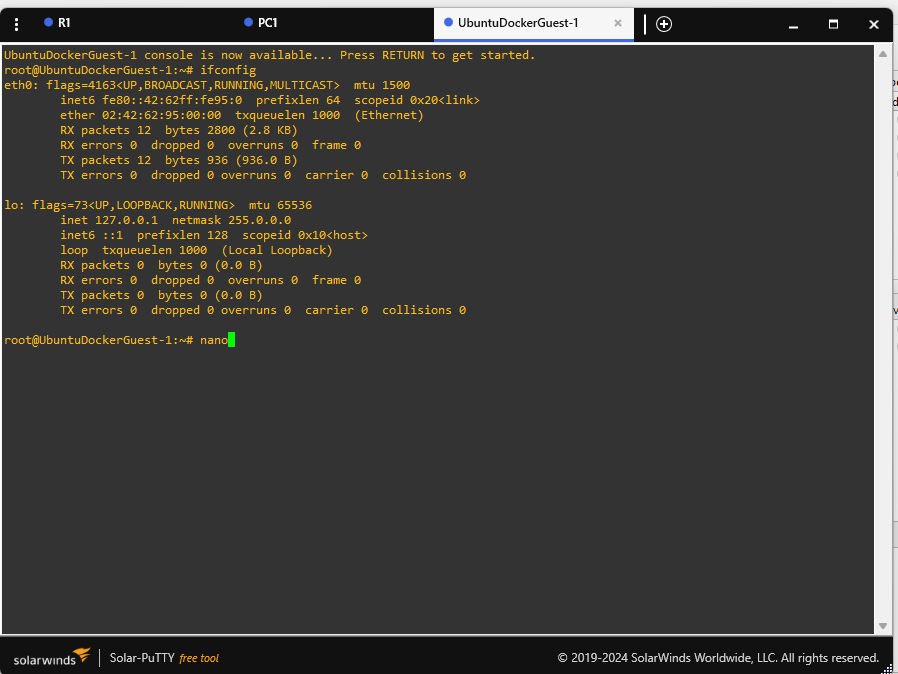 R1 PC1 UbuntuDockerGuest-1
UbuntuDockerGuest-1 console is now available... Press RETURN to get started.
root@UbuntuDockerGuest-1:~# ifconfig
eth0: flags=4163<UP,BROADCAST,RUNNING,MULTICAST>  mtu 1500
        inet6 fe80::42:62ff:fe95:0  prefixlen 64  scopeid 0x20<link>
        ether 02:42:62:95:00:00  txqueuelen 1000  (Ethernet)
        RX packets 12  bytes 2800 (2.8 KB)
        RX errors 0  dropped 0  overruns 0  frame 0
        TX packets 12  bytes 936 (936.0 B)
        TX errors 0  dropped 0 overruns 0  carrier 0  collisions 0
lo: flags=73<UP,LOOPBACK,RUNNING>  mtu 65536
        inet 127.0.0.1  netmask 255.0.0.0
        inet6 ::1  prefixlen 128  scopeid 0x10<host>
        loop  txqueuelen 1000  (Local Loopback)
        RX packets 0  bytes 0 (0.0 B)
        RX errors 0  dropped 0  overruns 0  frame 0
        TX packets 0  bytes 0 (0.0 B)
        TX errors 0  dropped 0 overruns 0  carrier 0  collisions 0
root@UbuntuDockerGuest-1:~# nano
solarwinds Solar-PuTTY free tool © 2019-2024 SolarWinds Worldwide, LLC. All rights reserved.